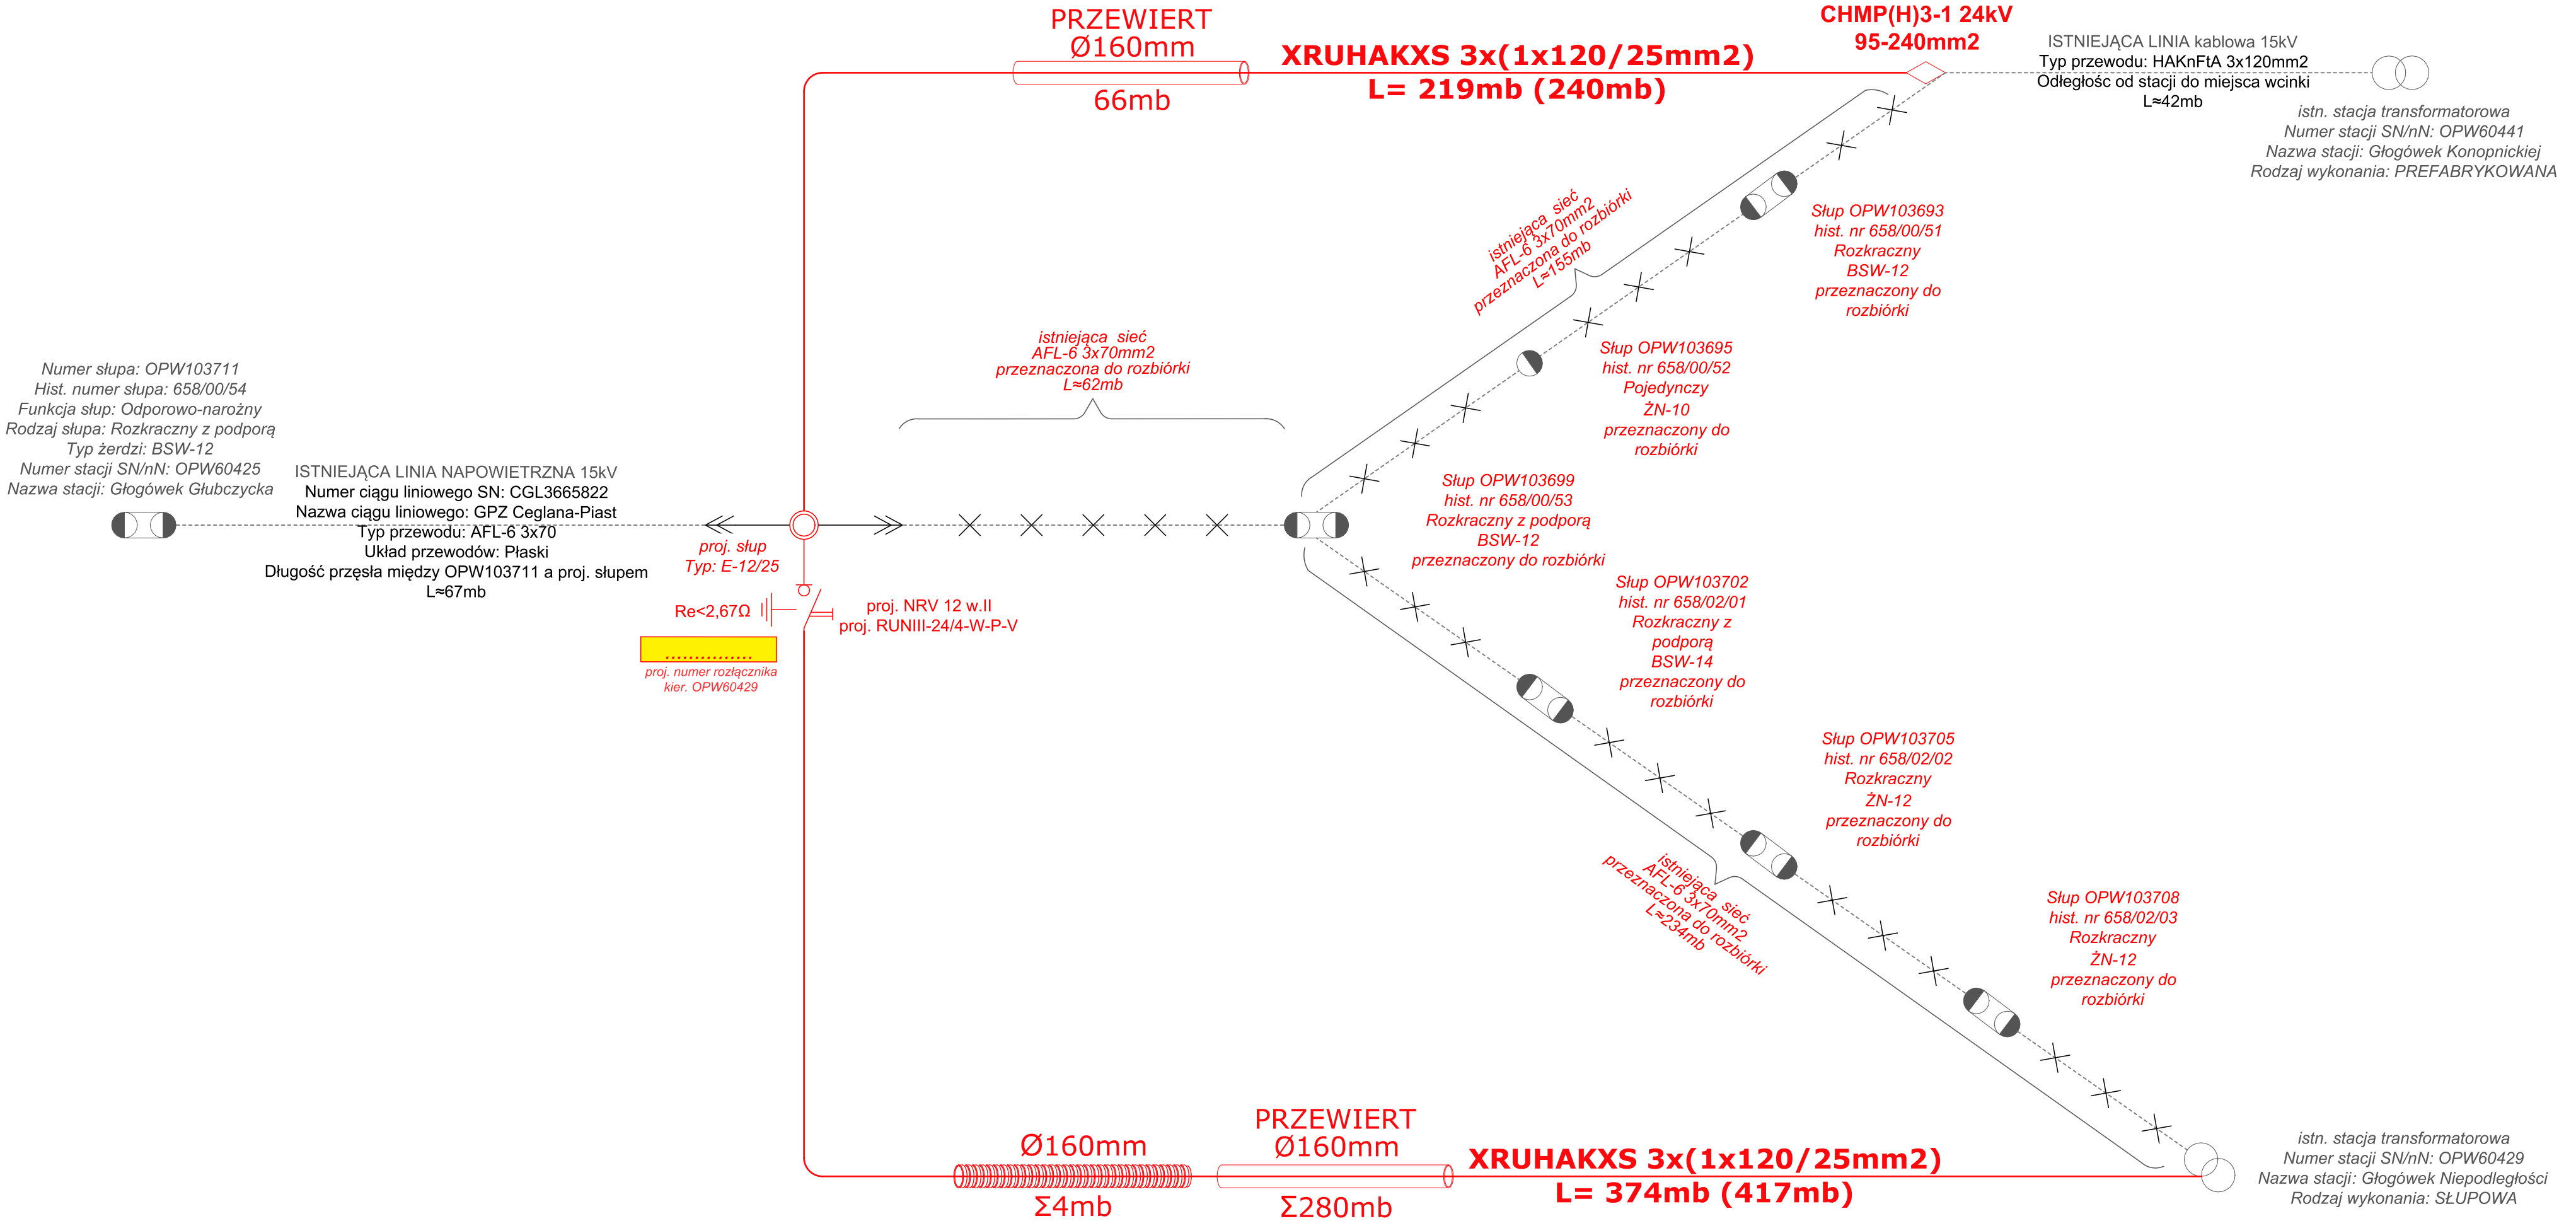 PRZEWIERT
Ø160mm
66mb
XRUHAKXS 3x(1x120/25mm2)
L= 219mb (240mb)
CHMP(H)3-1 24kV
95-240mm2
ISTNIEJĄCA LINIA kablowa 15kV
Typ przewodu: HAKnFtA 3x120mm2
Odłegłośc od stacji do miejsca wcinki
L≈42mb
istn. stacja transformatorowa
Numer stacji SN/nN: OPW60441
Nazwa stacji: Głogówek Konopnickiej
Rodzaj wykonania: PREFABRYKOWANA
istniejąca sieć
AFL-6 3x70mm2
przeznaczona do rozbiórki
L≈155mb
Słup OPW103693
hist. nr 658/00/51
Rozkraczny
BSW-12
przeznaczony do
rozbiórki
istniejąca sieć
AFL-6 3x70mm2
przeznaczona do rozbiórki
L≈62mb
Słup OPW103695
hist. nr 658/00/52
Pojedynczy
ŻN-10
przeznaczony do
rozbiórki
Numer słupa: OPW103711
Hist. numer słupa: 658/00/54
Funkcja słup: Odporowo-narożny
Rodzaj słupa: Rozkraczny z podporą
Typ żerdzi: BSW-12
Numer stacji SN/nN: OPW60425
Nazwa stacji: Głogówek Głubczycka
ISTNIEJĄCA LINIA NAPOWIETRZNA 15kV
Numer ciągu liniowego SN: CGL3665822
Nazwa ciągu liniowego: GPZ Ceglana-Piast
Typ przewodu: AFL-6 3x70
Układ przewodów: Płaski
Długość przęsła między OPW103711 a proj. słupem
L≈67mb
proj. słup
Typ: E-12/25
Re<2,67Ω
proj. NRV 12 w.II
proj. RUNIII-24/4-W-P-V
...............
proj. numer rozłącznika
kier. OPW60429
Słup OPW103699
hist. nr 658/00/53
Rozkraczny z podporą
BSW-12
przeznaczony do rozbiórki
Słup OPW103702
hist. nr 658/02/01
Rozkraczny z
podporą
BSW-14
przeznaczony do
rozbiórki
Słup OPW103705
hist. nr 658/02/02
Rozkraczny
ŻN-12
przeznaczony do
rozbiórki
istniejąca sieć
AFL-6 3x70mm2
przeznaczona do rozbiórki
L≈234mb
Słup OPW103708
hist. nr 658/02/03
Rozkraczny
ŻN-12
przeznaczony do
rozbiórki
Ø160mm
Σ4mb
PRZEWIERT
Ø160mm
Σ280mb
XRUHAKXS 3x(1x120/25mm2)
L= 374mb (417mb)
istn. stacja transformatorowa
Numer stacji SN/nN: OPW60429
Nazwa stacji: Głogówek Niepodległości
Rodzaj wykonania: SŁUPOWA